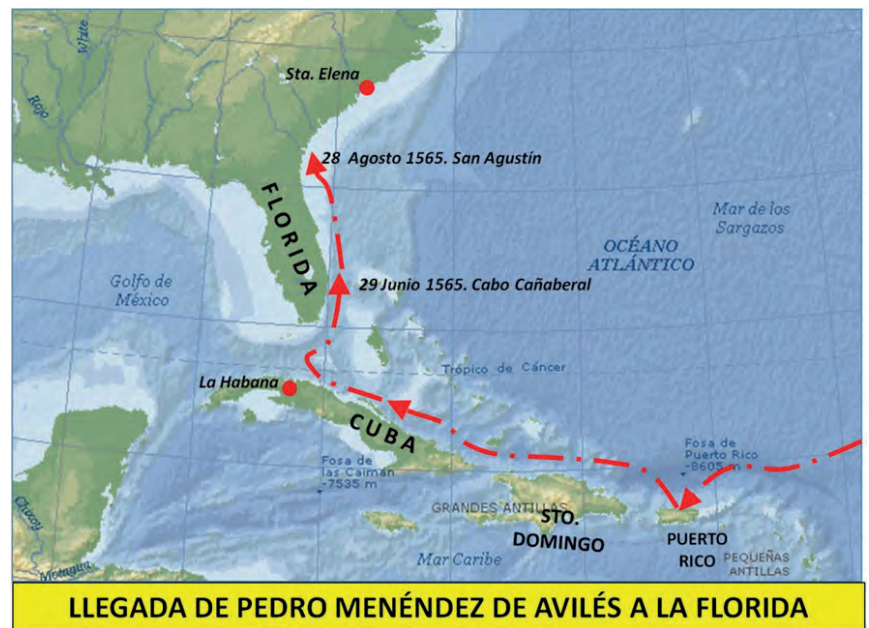 White
Rojo
Sta. Elena
28 Agosto 1565. San Agustín
FLORIDA
Mar de los
Sargazos
OCÉANO
ATLÁNTICO
Golfo de
México
29 Junio 1565. Cabo Cañaberal
Trópico de Cáncer
La Habana
CUBA
Fosa de
las Caimán
-7535 m
Fosa de
Puerto Rico
-8605 m
GRANDES ANTILLAS
STO.
DOMINGO
PUERTO
RICO
PEQUEÑAS
ANTILLAS
Mar Caribe
Chixoy
Motagua
LLEGADA DE PEDRO MENÉNDEZ DE AVILÉS A LA FLORIDA